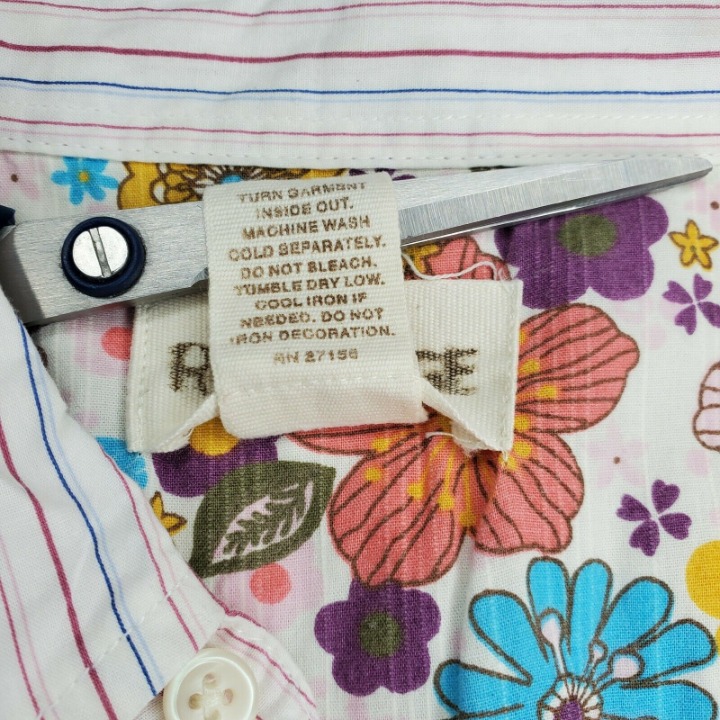 TURN GARMENT
INSIDE OUT.
MACHINE WASH
COLD SEPARATELY.
DO NOT BLEACH.
TUMBLE DRY LOW.
COOL IRON IF
NEEDED. DO NOT
IRON DECORATION.
RN 27156